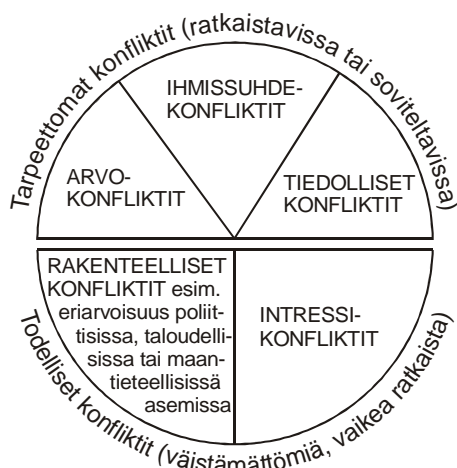 Tarpeettomat konfliktit (ratkaistavissa tai soviteltavissa)
IHMISSUHDE-
KONFLIKTIT
ARVO-
KONFLIKTIT
TIEDOLLISET
KONFLIKTIT
RAKENTEELLISET
KONFLIKTIT esim.
eriarvoisuus poliit-
tisissa, taloudelli-
sissa tai maan-
tieteellisissä
asemissa
INTRESSI-
KONFLIKTIT
Todelliset konfliktit (väistämättömiä, vaikea ratkaista)